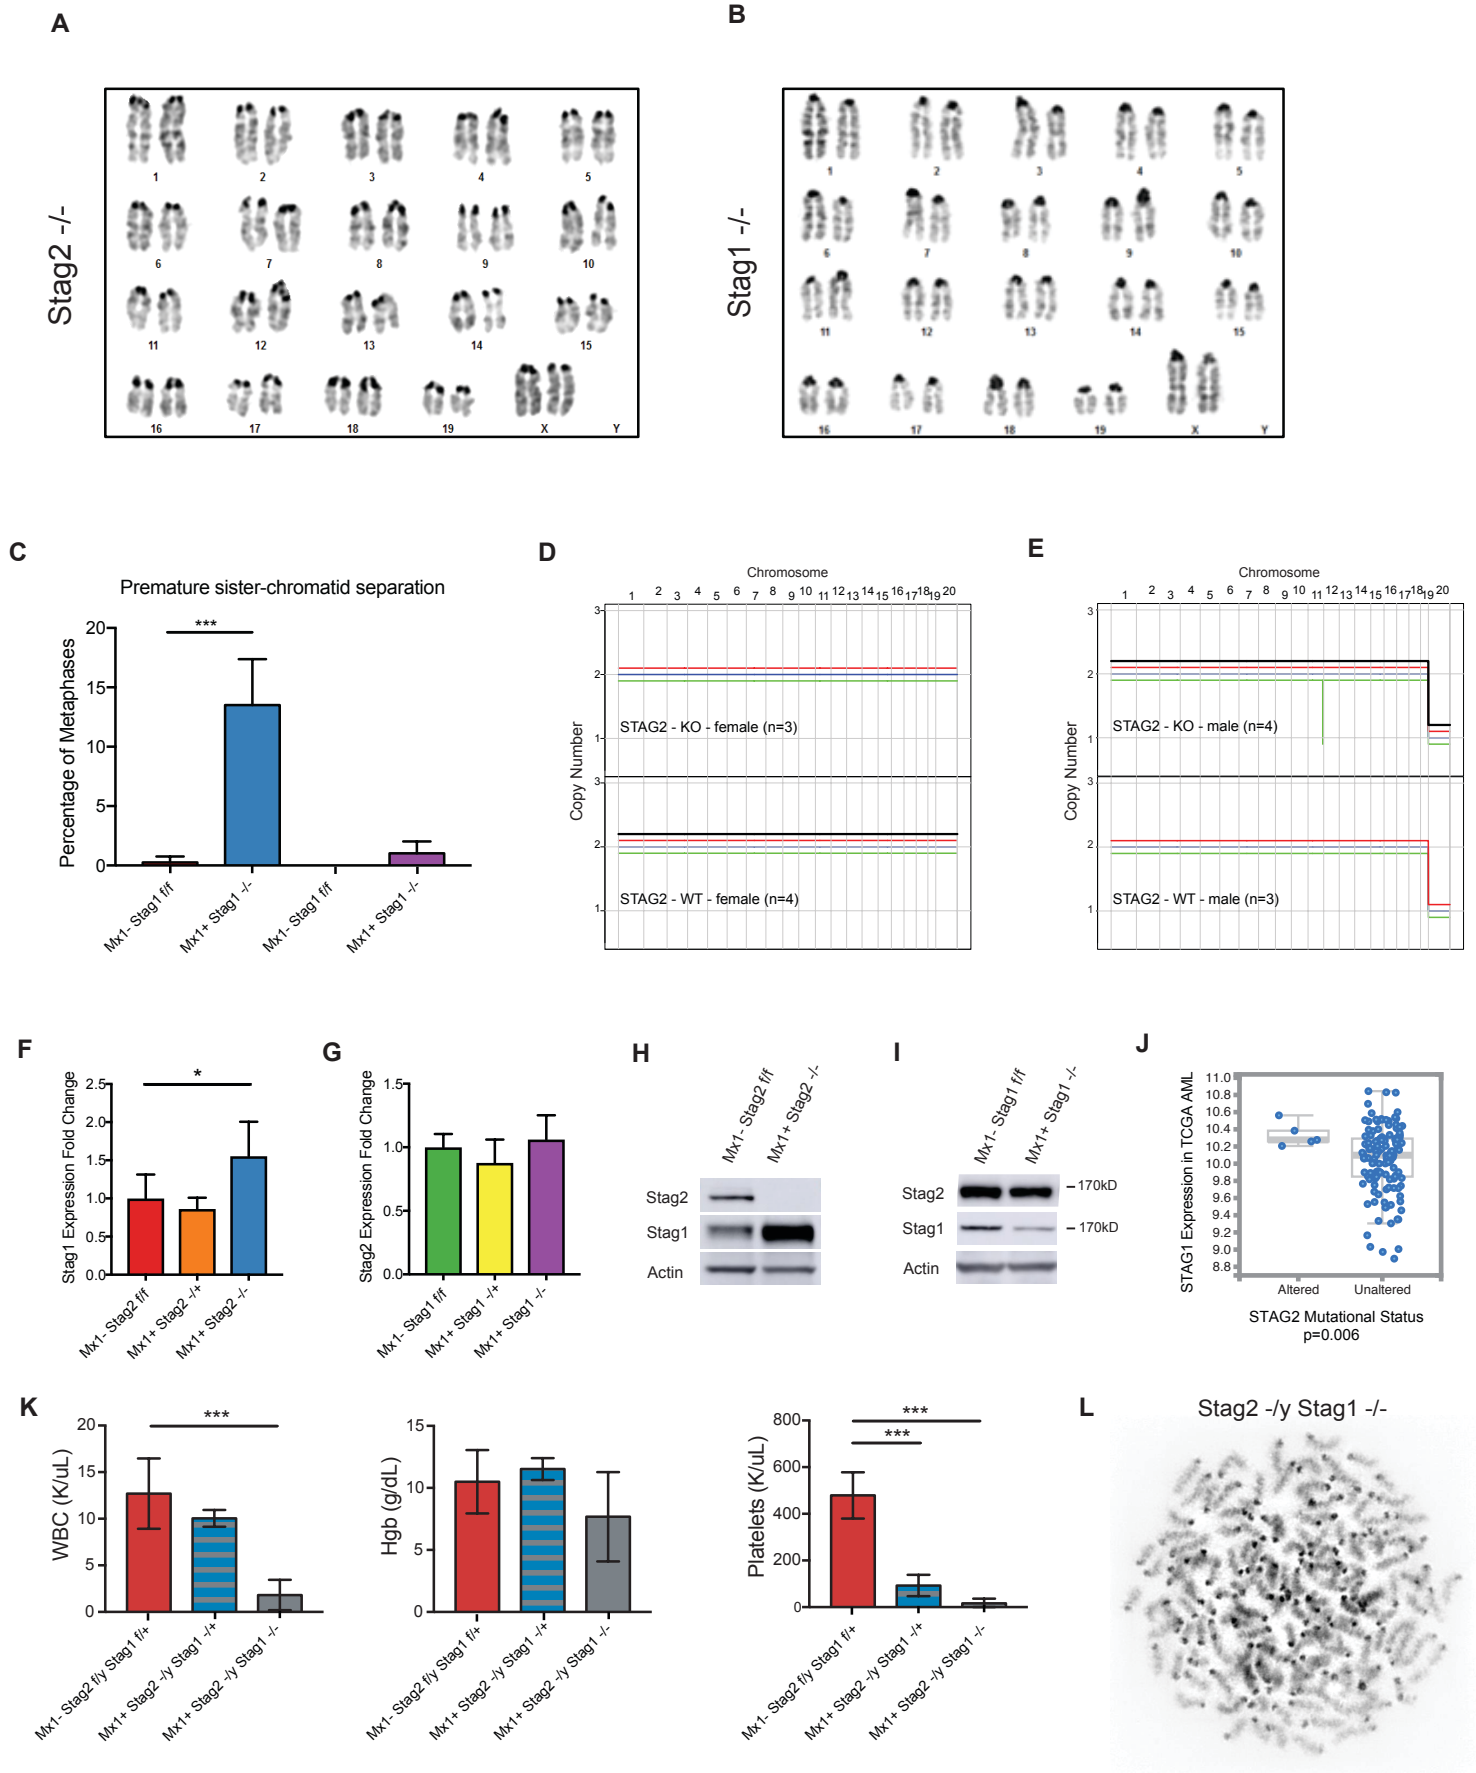 A
Stag2 -/-
1 2 3 4 5
6 7 8 9 10
11 12 13 14 15
16 17 18 19 X Y
B
Stag1 -/-
1 2 3 4 5
6 7 8 9 10
11 12 13 14 15
16 17 18 19 X Y
C
Premature sister-chromatid separation
Percentage of Metaphases
20
15
10
5
0
***
Mx1- Stag1 f/f
Mx1+ Stag1 -/-
Mx1- Stag1 f/f
Mx1+ Stag1 -/-
D
Chromosome
1 2 3 4 5 6 7 8 9 10 11 12 13 14 15 16 17 18 19 20
Copy Number
3
2
1
STAG2 - KO - female (n=3)
3
2
1
STAG2 - WT - female (n=4)
E
Chromosome
1 2 3 4 5 6 7 8 9 10 11 12 13 14 15 16 17 18 19 20
Copy Number
3
2
1
STAG2 - KO - male (n=4)
3
2
1
STAG2 - WT - male (n=3)
F
Stag1 Expression Fold Change
2.5
2.0
1.5
1.0
0.5
0.0
*
Mx1- Stag2 f/f
Mx1+ Stag2 -/+
Mx1+ Stag2 -/-
G
Stag2 Expression Fold Change
1.5
1.0
0.5
0.0
Mx1- Stag1 f/f
Mx1+ Stag1 -/+
Mx1+ Stag1 -/-
H
Mx1- Stag2 f/f
Mx1+ Stag2 -/-
Stag2
Stag1
Actin
I
Mx1- Stag1 f/f
Mx1+ Stag1 -/-
Stag2
170kD
Stag1
170kD
Actin
J
STAG1 Expression in TCGA AML
11.0
10.8
10.6
10.4
10.2
10.0
9.8
9.6
9.4
9.2
9.0
8.8
Altered Unaltered
STAG2 Mutational Status
p=0.006
K
WBC (K/uL)
20
15
10
5
0
***
Mx1- Stag2 f/y Stag1 f/+
Mx1+ Stag2 -/y Stag1 -/+
Mx1+ Stag2 -/y Stag1 -/-
Hgb (g/dL)
15
10
5
0
Mx1- Stag2 f/y Stag1 f/+
Mx1+ Stag2 -/y Stag1 -/+
Mx1+ Stag2 -/y Stag1 -/-
Platelets (K/uL)
800
600
400
200
0
***
***
Mx1- Stag2 f/y Stag1 f/+
Mx1+ Stag2 -/y Stag1 -/+
Mx1+ Stag2 -/y Stag1 -/-
L
Stag2 -/y Stag1 -/-